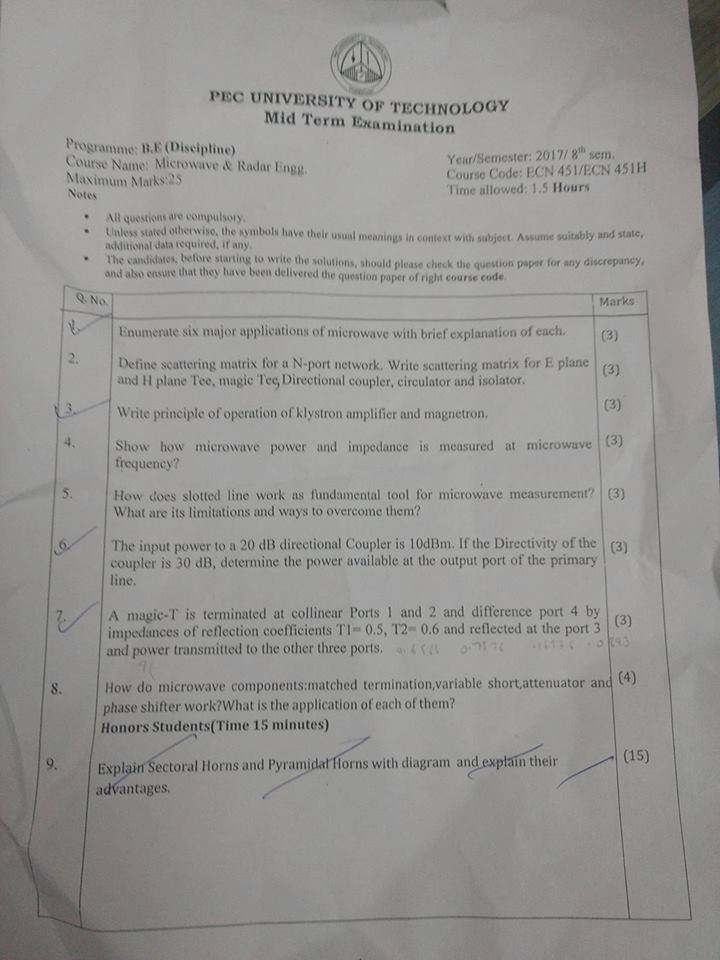 PEC UNIVERSITY OF TECHNOLOGY
Mid Term Examination
Programme: B.E (Discipline)
Course Name: Microwave & Radar Engg.
Maximum Marks:25
Year/Semester: 2017/ 8th sem.
Course Code: ECN 451/ECN 451H
Time allowed: 1.5 Hours
Notes
• All questions are compulsory.
• Unless stated otherwise, the symbols have their usual meanings in context with subject. Assume suitably and state,
additional data required, if any.
• The candidates, before starting to write the solutions, should please check the question paper for any discrepancy,
and also ensure that they have been delivered the question paper of right course code.
Q. No. Marks
1. Enumerate six major applications of microwave with brief explanation of each. (3)
2. Define scattering matrix for a N-port network. Write scattering matrix for E plane (3)
and H plane Tee, magic Tee, Directional coupler, circulator and isolator.
3. Write principle of operation of klystron amplifier and magnetron. (3)
4. Show how microwave power and impedance is measured at microwave (3)
frequency?
5. How does slotted line work as fundamental tool for microwave measurement? (3)
What are its limitations and ways to overcome them?
6. The input power to a 20 dB directional Coupler is 10dBm. If the Directivity of the (3)
coupler is 30 dB, determine the power available at the output port of the primary
line.
7. A magic-T is terminated at collinear Ports 1 and 2 and difference port 4 by (3)
impedances of reflection coefficients T1= 0.5, T2= 0.6 and reflected at the port 3
and power transmitted to the other three ports.
8. How do microwave components:matched termination,variable short,attenuator and (4)
phase shifter work?What is the application of each of them?
Honors Students(Time 15 minutes)
9. Explain Sectoral Horns and Pyramidal Horns with diagram and explain their (15)
advantages.